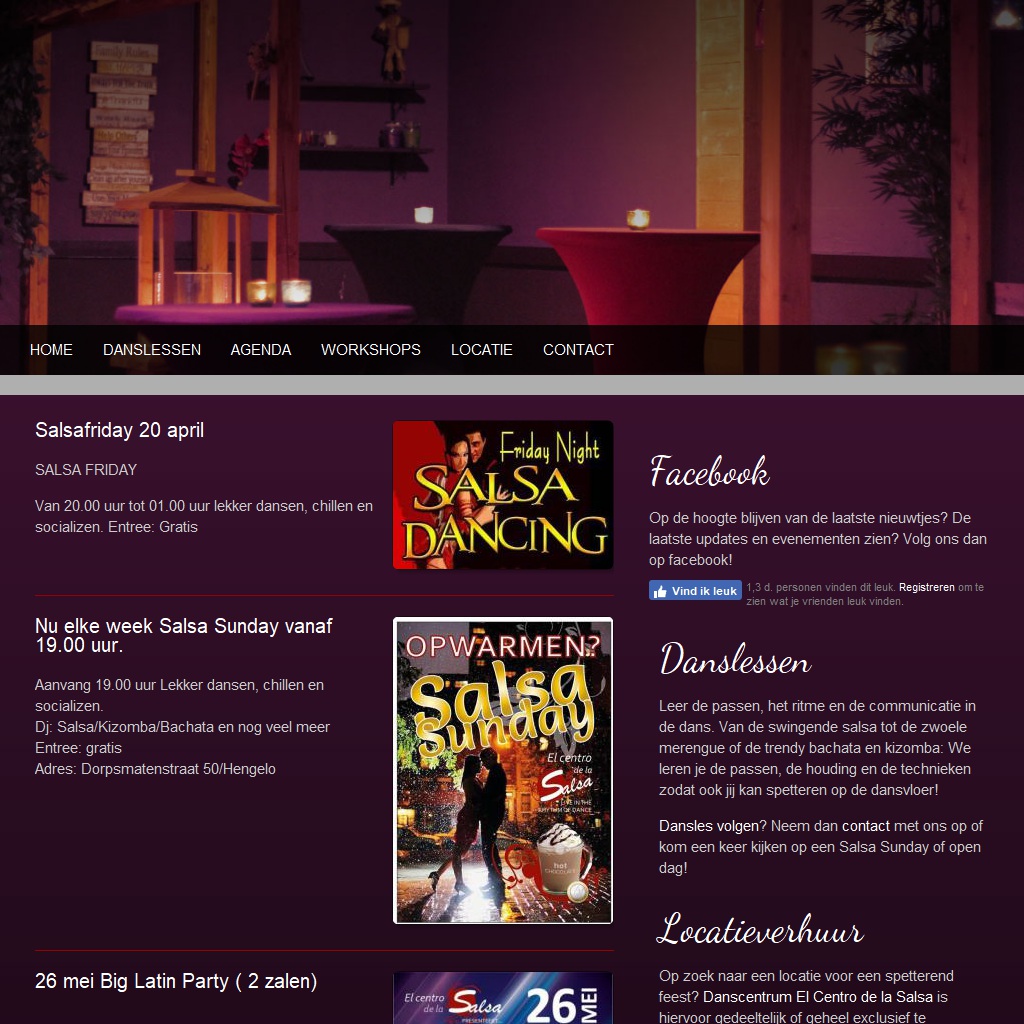 Family Rules
Help Others
HOME DANSLESSEN AGENDA WORKSHOPS LOCATIE CONTACT
Salsafriday 20 april
SALSA FRIDAY
Van 20.00 uur tot 01.00 uur lekker dansen, chillen en
socializen. Entree: Gratis
Friday Night
SALSA
DANCING
Nu elke week Salsa Sunday vanaf
19.00 uur.
Aanvang 19.00 uur Lekker dansen, chillen en
socializen.
Dj: Salsa/Kizomba/Bachata en nog veel meer
Entree: gratis
Adres: Dorpsmatenstraat 50/Hengelo
OPWARMEN?
Salsa
Sunday
El centro
de la
Salsa
LIVE IN THE
RHYTHM OF DANCE
hot
CHOCOLATE
26 mei Big Latin Party ( 2 zalen)
El centro
de la
Salsa
PRESENTEERT...
26 MEI
Facebook
Op de hoogte blijven van de laatste nieuwtjes? De
laatste updates en evenementen zien? Volg ons dan
op facebook!
Vind ik leuk
1,3 d. personen vinden dit leuk. Registreren om te
zien wat je vrienden leuk vinden.
Danslessen
Leer de passen, het ritme en de communicatie in
de dans. Van de swingende salsa tot de zwoele
merengue of de trendy bachata en kizomba: We
leren je de passen, de houding en de technieken
zodat ook jij kan spetteren op de dansvloer!
Dansles volgen? Neem dan contact met ons op of
kom een keer kijken op een Salsa Sunday of open
dag!
Locatieverhuur
Op zoek naar een locatie voor een spetterend
feest? Danscentrum El Centro de la Salsa is
hiervoor gedeeltelijk of geheel exclusief te